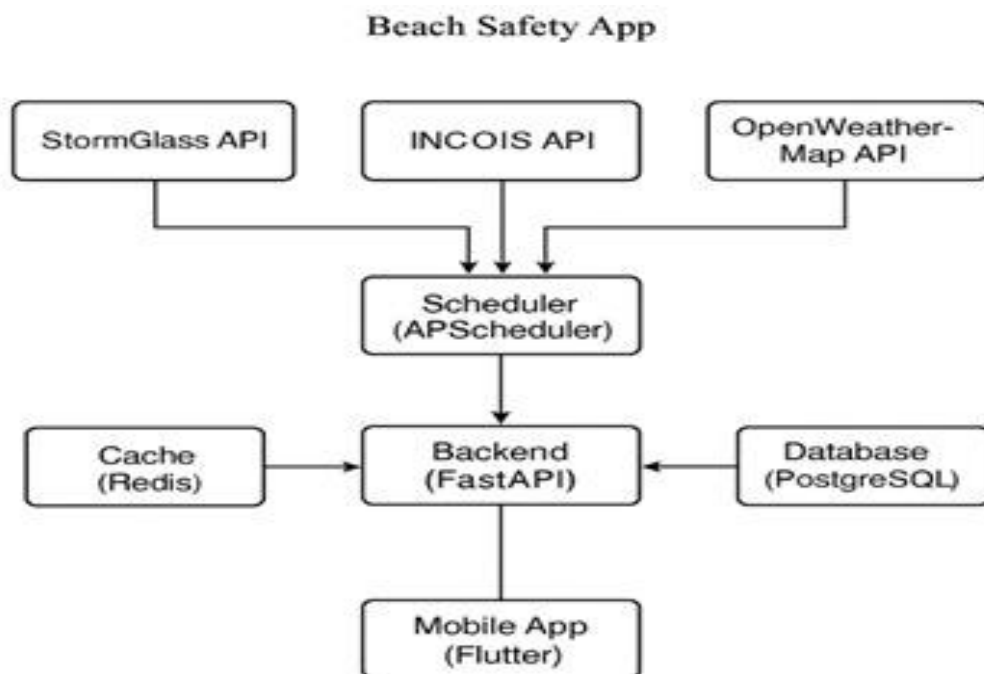 Beach Safety App
StormGlass API
INCOIS API
OpenWeather-
Map API
Scheduler
(APScheduler)
Cache
(Redis)
Backend
(FastAPI)
Database
(PostgreSQL)
Mobile App
(Flutter)